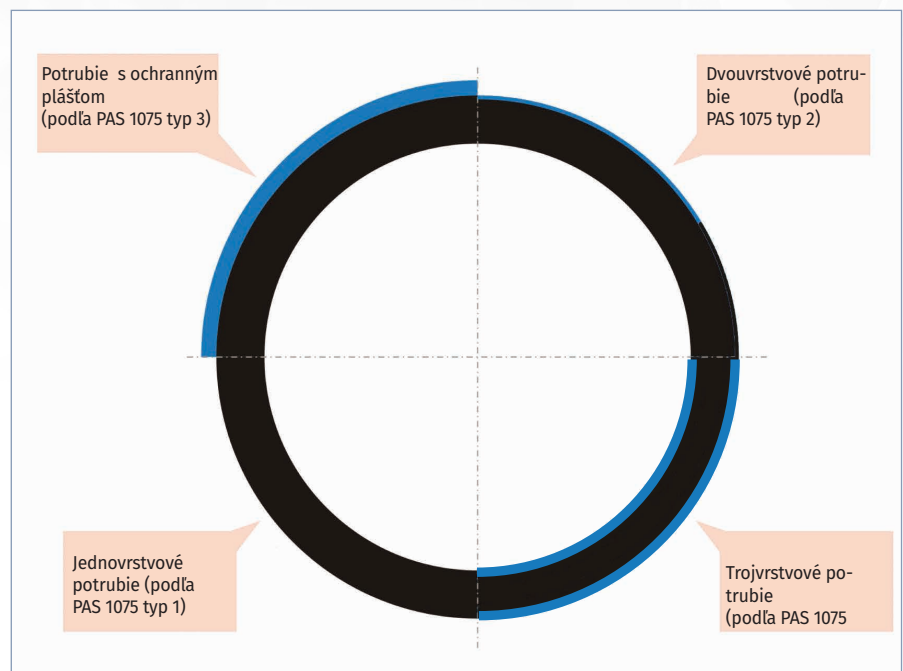 Potrubie s ochranným
plášťom
(podľa PAS 1075 typ 3)
Dvouvrstvové potru-
bie (podľa
PAS 1075 typ 2)
Jednovrstvové
potrubie (podľa
PAS 1075 typ 1)
Trojvrstvové po-
trubie
(podľa PAS 1075